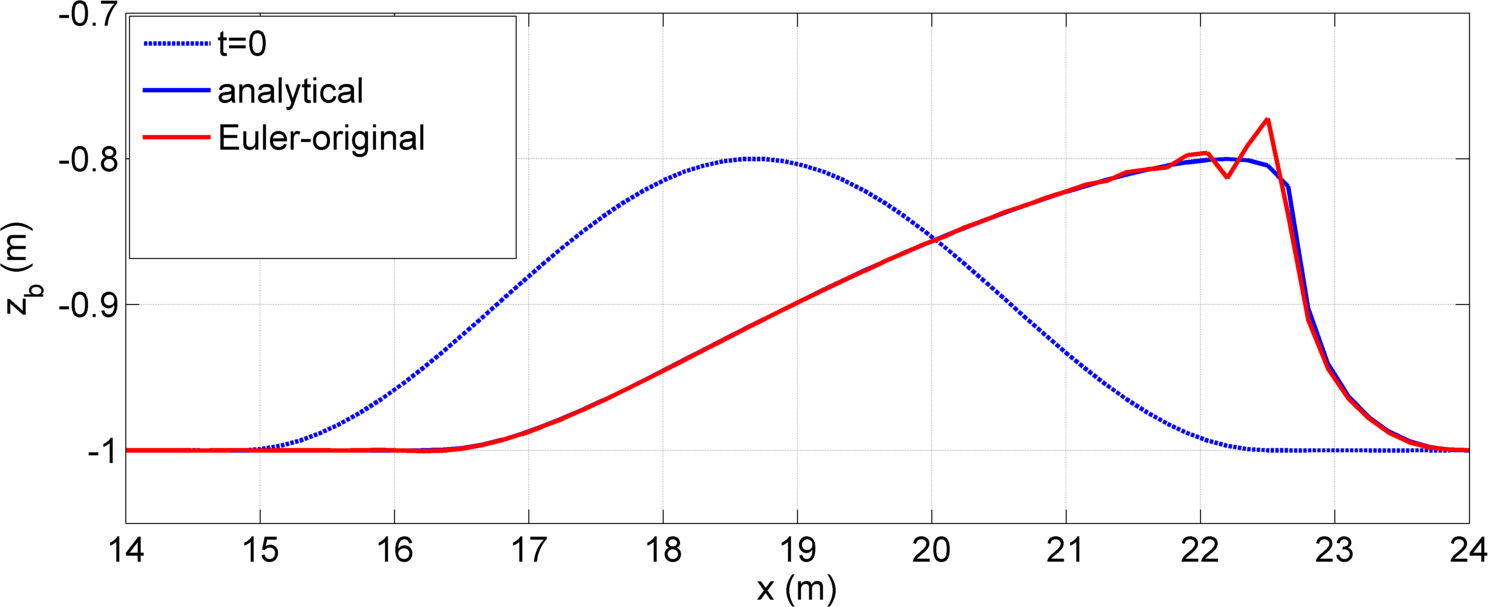 -0.7
t=0
analytical
Euler-original
-0.8
-0.9
-1
z_b (m)
14 15 16 17 18 19 20 21 22 23 24
x (m)